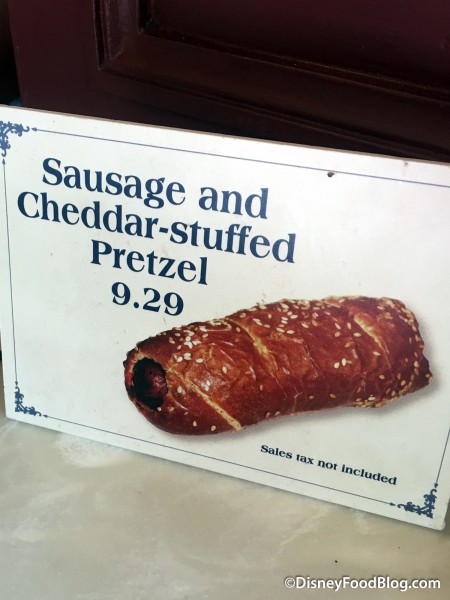 Sausage and
Cheddar-stuffed
Pretzel
9.29
Sales tax not included
©DisneyFoodBlog.com